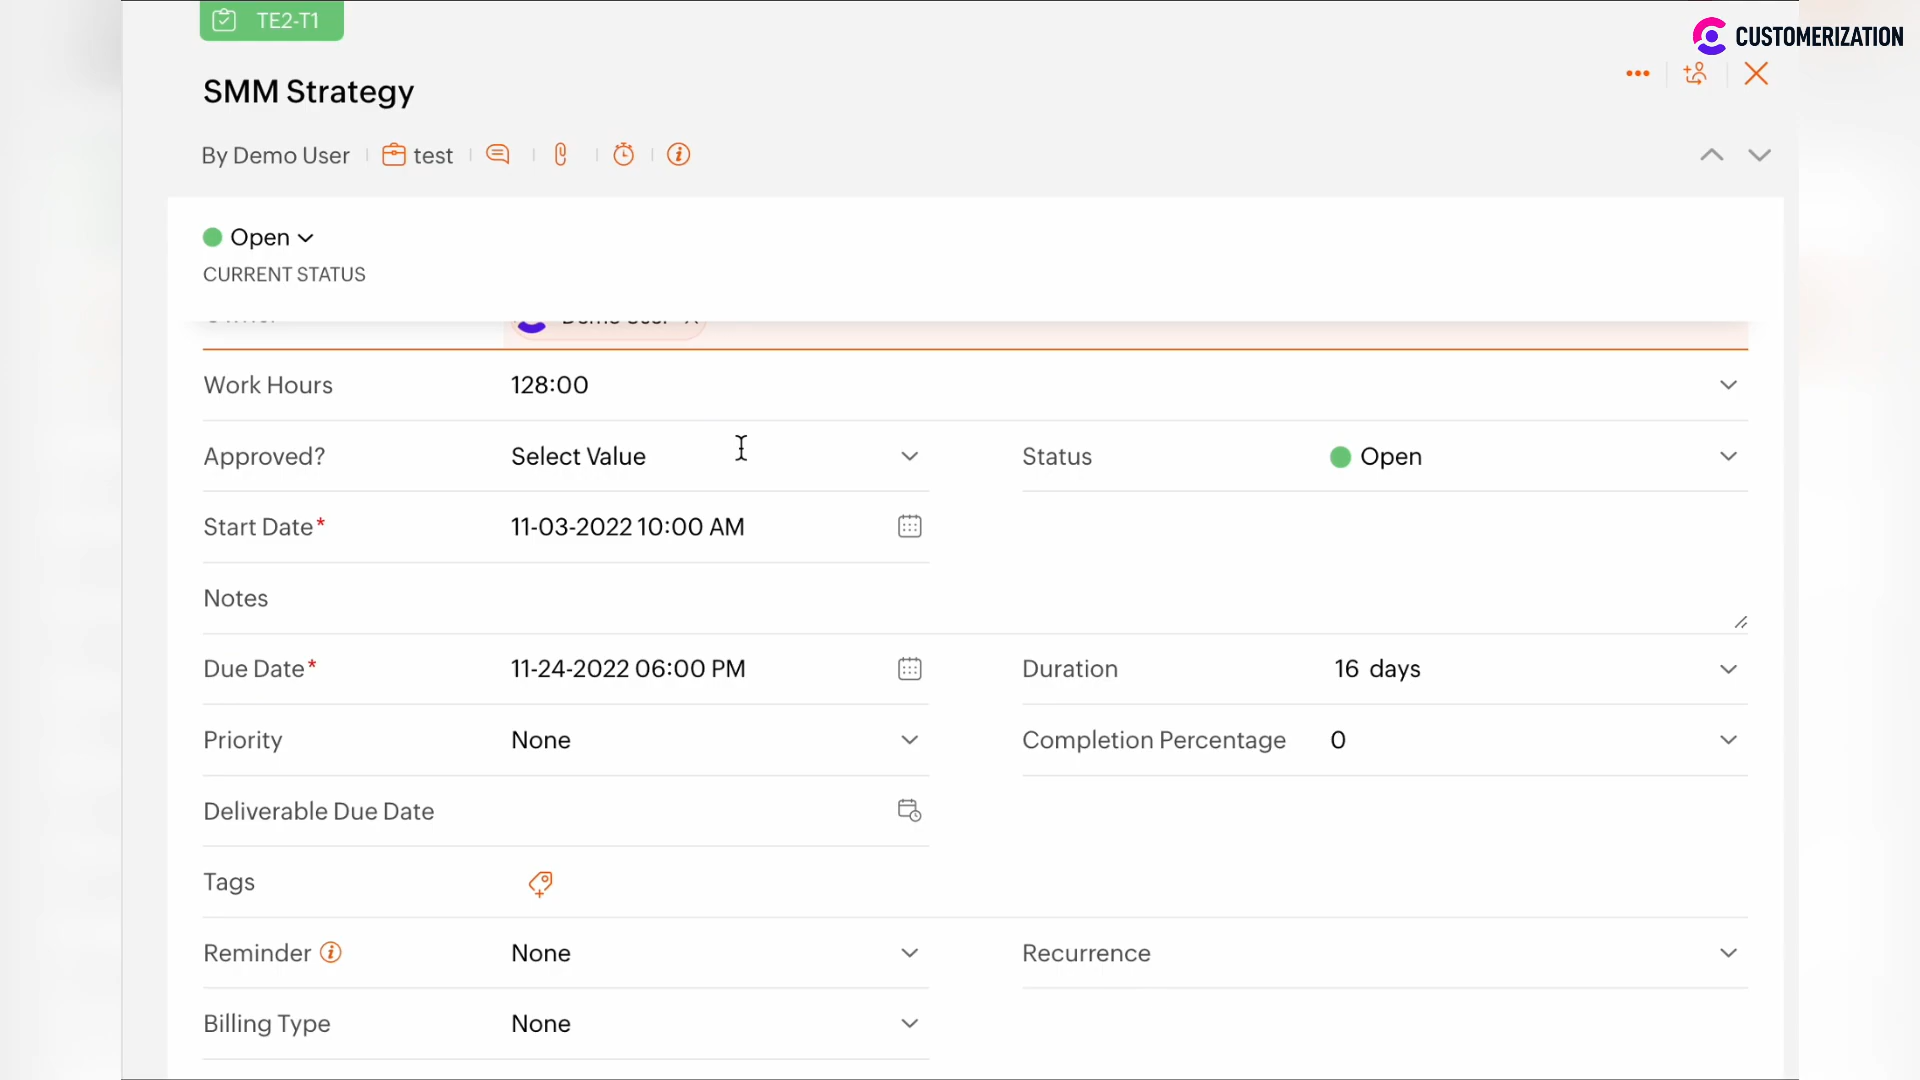 TE2-T1
CUSTOMERIZATION
SMM Strategy
By Demo User
test
Open
CURRENT STATUS
Work Hours 128:00
Approved? Select Value Status Open
Start Date* 11-03-2022 10:00 AM
Notes
Due Date* 11-24-2022 06:00 PM Duration 16 days
Priority None Completion Percentage 0
Deliverable Due Date
Tags
Reminder None Recurrence
Billing Type None